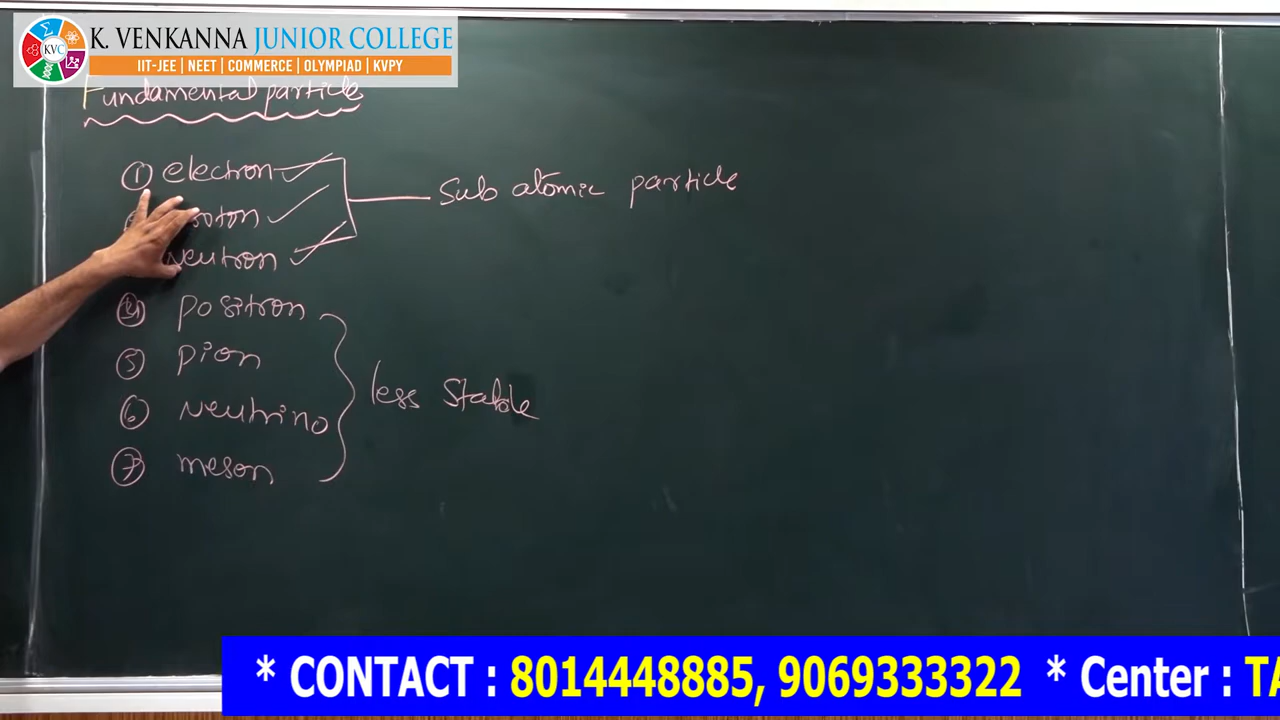 K. VENKANNA JUNIOR COLLEGE
KVC
IIT-JEE | NEET | COMMERCE | OLYMPIAD | KVPY
Fundamental particle
① electron
Sub atomic particle
neutron
④ positron
⑤ pion
less Stable
⑥ neutrino
⑦ meson
* CONTACT : 8014448885, 9069333322 * Center : TA